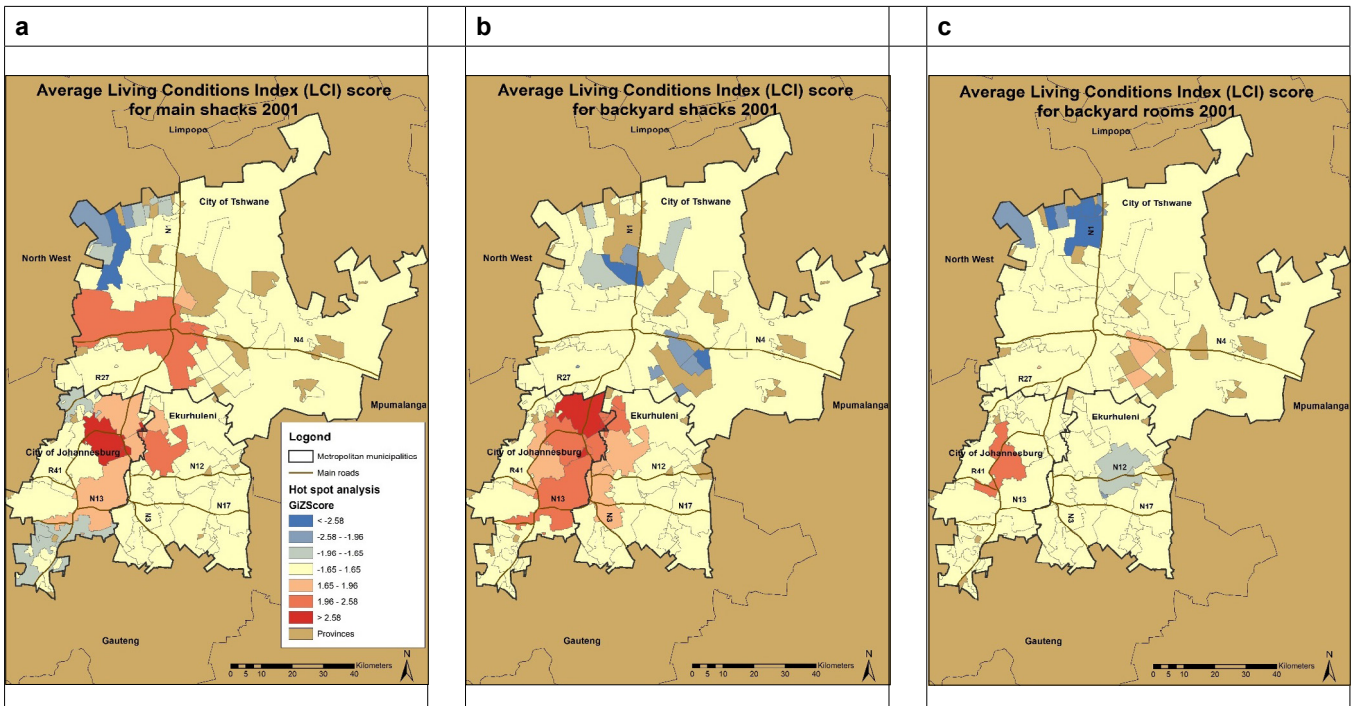 a
b
c
Average Living Conditions Index (LCI) score
for main shacks 2001
Limpopo
City of Tshwane
N1
North West
N4
R27
Mpumalanga
Ekurhuleni
City of Johannesburg
N12
R41
N13
N17
N3
Gauteng
Legend
Metropolitan municipalities
Main roads
Hot spot analysis
GiZScore
< -2.58
-2.58 - -1.96
-1.96 - -1.65
-1.65 - 1.65
1.65 - 1.96
1.96 - 2.58
> 2.58
Provinces
N
Kilometers
0 5 10 20 30 40
Average Living Conditions Index (LCI) score
for backyard shacks 2001
Limpopo
City of Tshwane
N1
North West
N4
R27
Mpumalanga
Ekurhuleni
City of Johannesburg
N12
R41
N13
N17
N3
Gauteng
N
Kilometers
0 5 10 20 30 40
Average Living Conditions Index (LCI) score
for backyard rooms 2001
Limpopo
City of Tshwane
N1
North West
N4
R27
Mpumalanga
Ekurhuleni
City of Johannesburg
N12
R41
N13
N17
N3
Gauteng
N
Kilometers
0 5 10 20 30 40